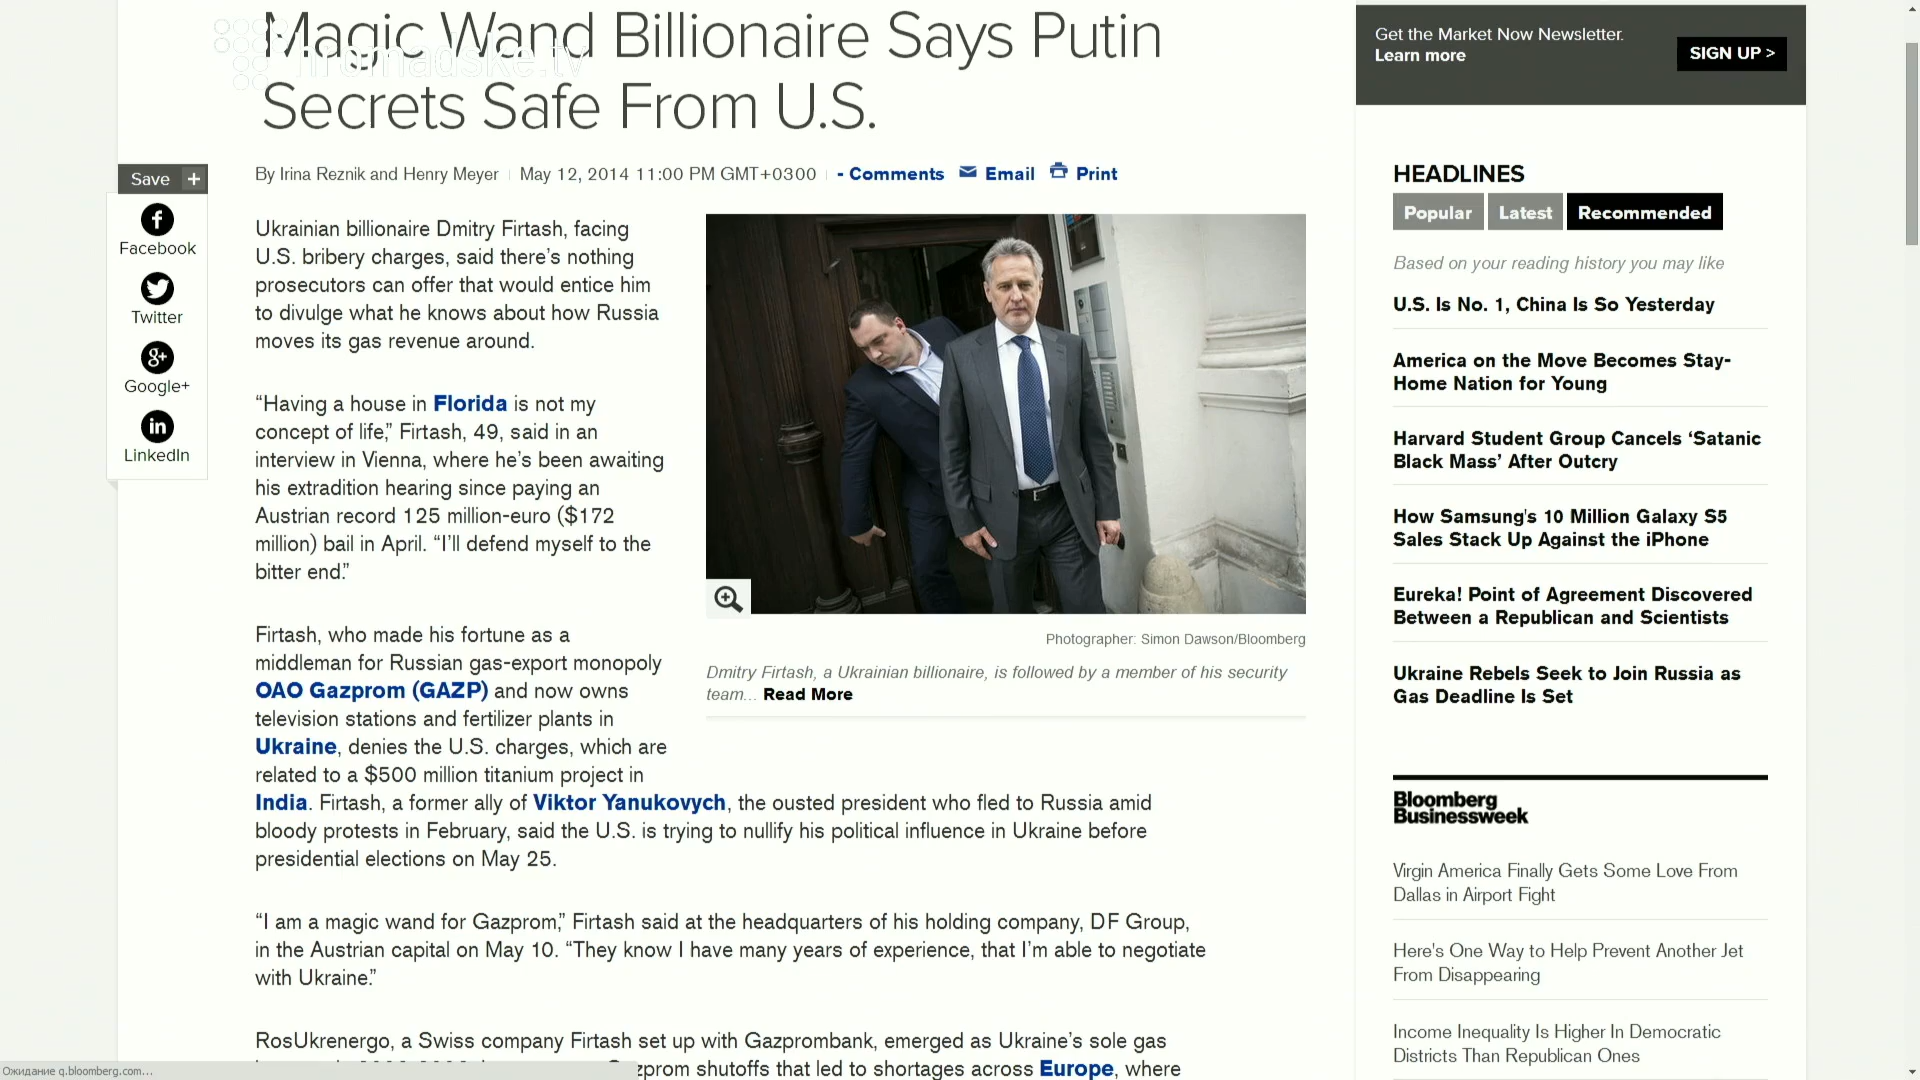 Magic Wand Billionaire Says Putin
Secrets Safe From U.S.
hromadske.tv
By Irina Reznik and Henry Meyer
May 12, 2014 11:00 PM GMT+0300
- Comments
Email
Print
Save +
Facebook
Twitter
Google+
LinkedIn
Ukrainian billionaire Dmitry Firtash, facing
U.S. bribery charges, said there’s nothing
prosecutors can offer that would entice him
to divulge what he knows about how Russia
moves its gas revenue around.
“Having a house in Florida is not my
concept of life,” Firtash, 49, said in an
interview in Vienna, where he’s been awaiting
his extradition hearing since paying an
Austrian record 125 million-euro ($172
million) bail in April. “I’ll defend myself to the
bitter end.”
Firtash, who made his fortune as a
middleman for Russian gas-export monopoly
OAO Gazprom (GAZP) and now owns
television stations and fertilizer plants in
Ukraine, denies the U.S. charges, which are
related to a $500 million titanium project in
India. Firtash, a former ally of Viktor Yanukovych, the ousted president who fled to Russia amid
bloody protests in February, said the U.S. is trying to nullify his political influence in Ukraine before
presidential elections on May 25.
“I am a magic wand for Gazprom,” Firtash said at the headquarters of his holding company, DF Group,
in the Austrian capital on May 10. “They know I have many years of experience, that I’m able to negotiate
with Ukraine.”
RosUkrenergo, a Swiss company Firtash set up with Gazprombank, emerged as Ukraine’s sole gas
zprom shutoffs that led to shortages across Europe, where
Photographer: Simon Dawson/Bloomberg
Dmitry Firtash, a Ukrainian billionaire, is followed by a member of his security
team... Read More
Get the Market Now Newsletter.
Learn more
SIGN UP >
HEADLINES
Popular
Latest
Recommended
Based on your reading history you may like
U.S. Is No. 1, China Is So Yesterday
America on the Move Becomes Stay-
Home Nation for Young
Harvard Student Group Cancels ‘Satanic
Black Mass’ After Outcry
How Samsung's 10 Million Galaxy S5
Sales Stack Up Against the iPhone
Eureka! Point of Agreement Discovered
Between a Republican and Scientists
Ukraine Rebels Seek to Join Russia as
Gas Deadline Is Set
Bloomberg
Businessweek
Virgin America Finally Gets Some Love From
Dallas in Airport Fight
Here's One Way to Help Prevent Another Jet
From Disappearing
Income Inequality Is Higher In Democratic
Districts Than Republican Ones
Ожидание q.bloomberg.com...